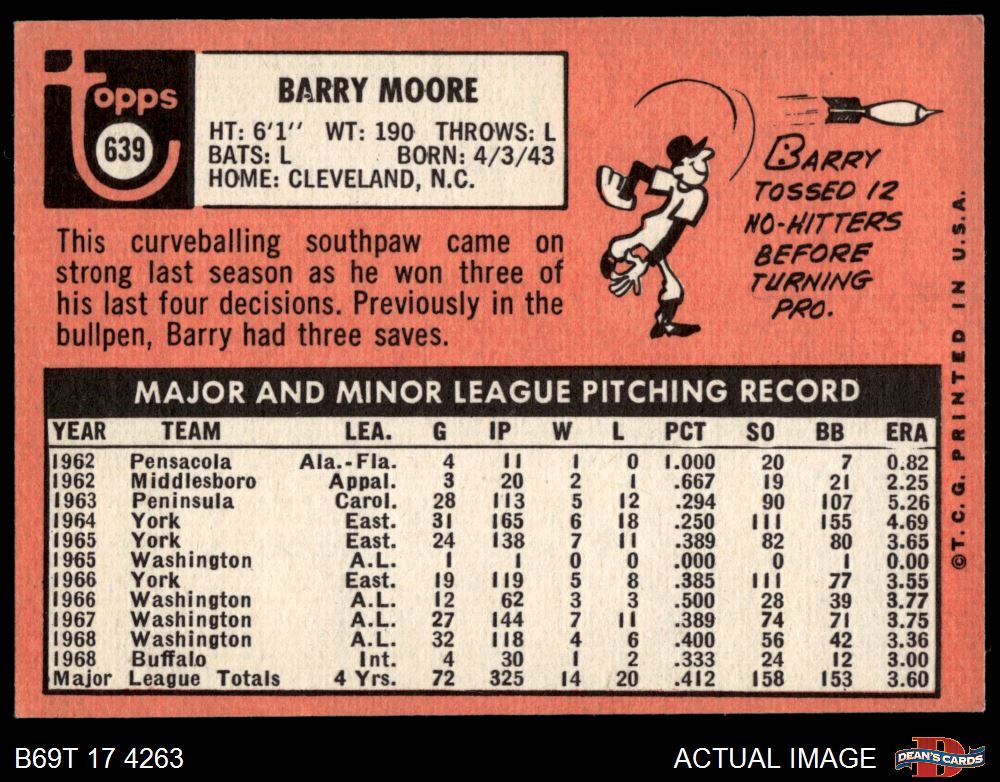 topps
639
BARRY MOORE
HT: 6'1'' WT: 190 THROWS: L
BATS: L BORN: 4/3/43
HOME: CLEVELAND, N.C.
This curveballing southpaw came on
strong last season as he won three of
his last four decisions. Previously in the
bullpen, Barry had three saves.
BARRY
TOSSED 12
NO-HITTERS
BEFORE
TURNING
PRO.
MAJOR AND MINOR LEAGUE PITCHING RECORD
YEAR TEAM LEA. G IP W L PCT SO BB ERA
1962 Pensacola Ala.-Fla. 4 11 1 0 1.000 20 7 0.82
1962 Middlesboro Appal. 3 20 2 1 .667 19 21 2.25
1963 Peninsula Carol. 28 113 5 12 .294 90 107 5.26
1964 York East. 31 165 6 18 .250 111 155 4.69
1965 York East. 24 138 7 11 .389 82 80 3.65
1965 Washington A.L. 1 1 0 0 .000 0 1 0.00
1966 York East. 19 119 5 8 .385 111 77 3.55
1966 Washington A.L. 12 62 3 3 .500 28 39 3.77
1967 Washington A.L. 27 144 7 11 .389 74 71 3.75
1968 Washington A.L. 32 118 4 6 .400 56 42 3.36
1968 Buffalo Int. 4 30 1 2 .333 24 12 3.00
Major League Totals 4 Yrs. 72 325 14 20 .412 158 153 3.60
© T. C. G. PRINTED IN U.S.A.
B69T 17 4263
ACTUAL IMAGE
D
DEAN'S CARDS